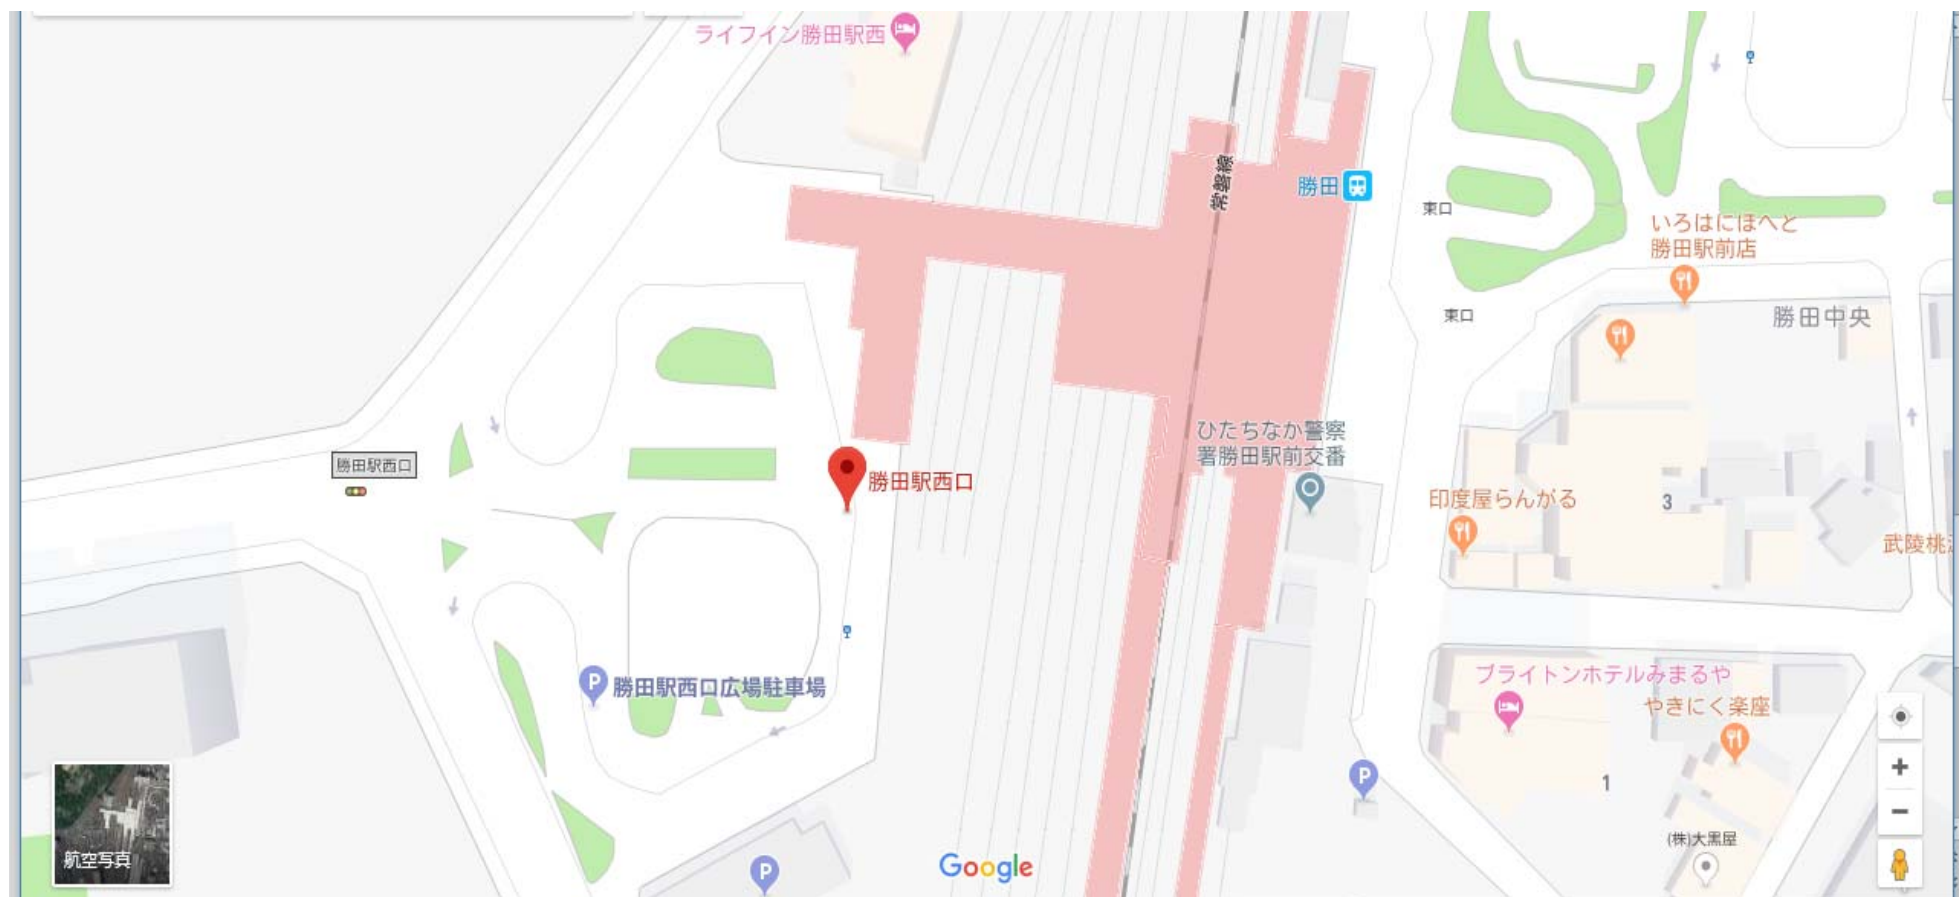 ライフイン勝田駅西
常磐線
勝田
東口
いろはにほへと
勝田駅前店
東口
勝田中央
ひたちなか警察
署勝田駅前交番
勝田駅西口
勝田駅西口
印度屋らんがる
3
武陵桃
P
勝田駅西口広場駐車場
ブライトンホテルみまるや
やきにく楽座
P
1
(株)大黒屋
航空写真
P
Google